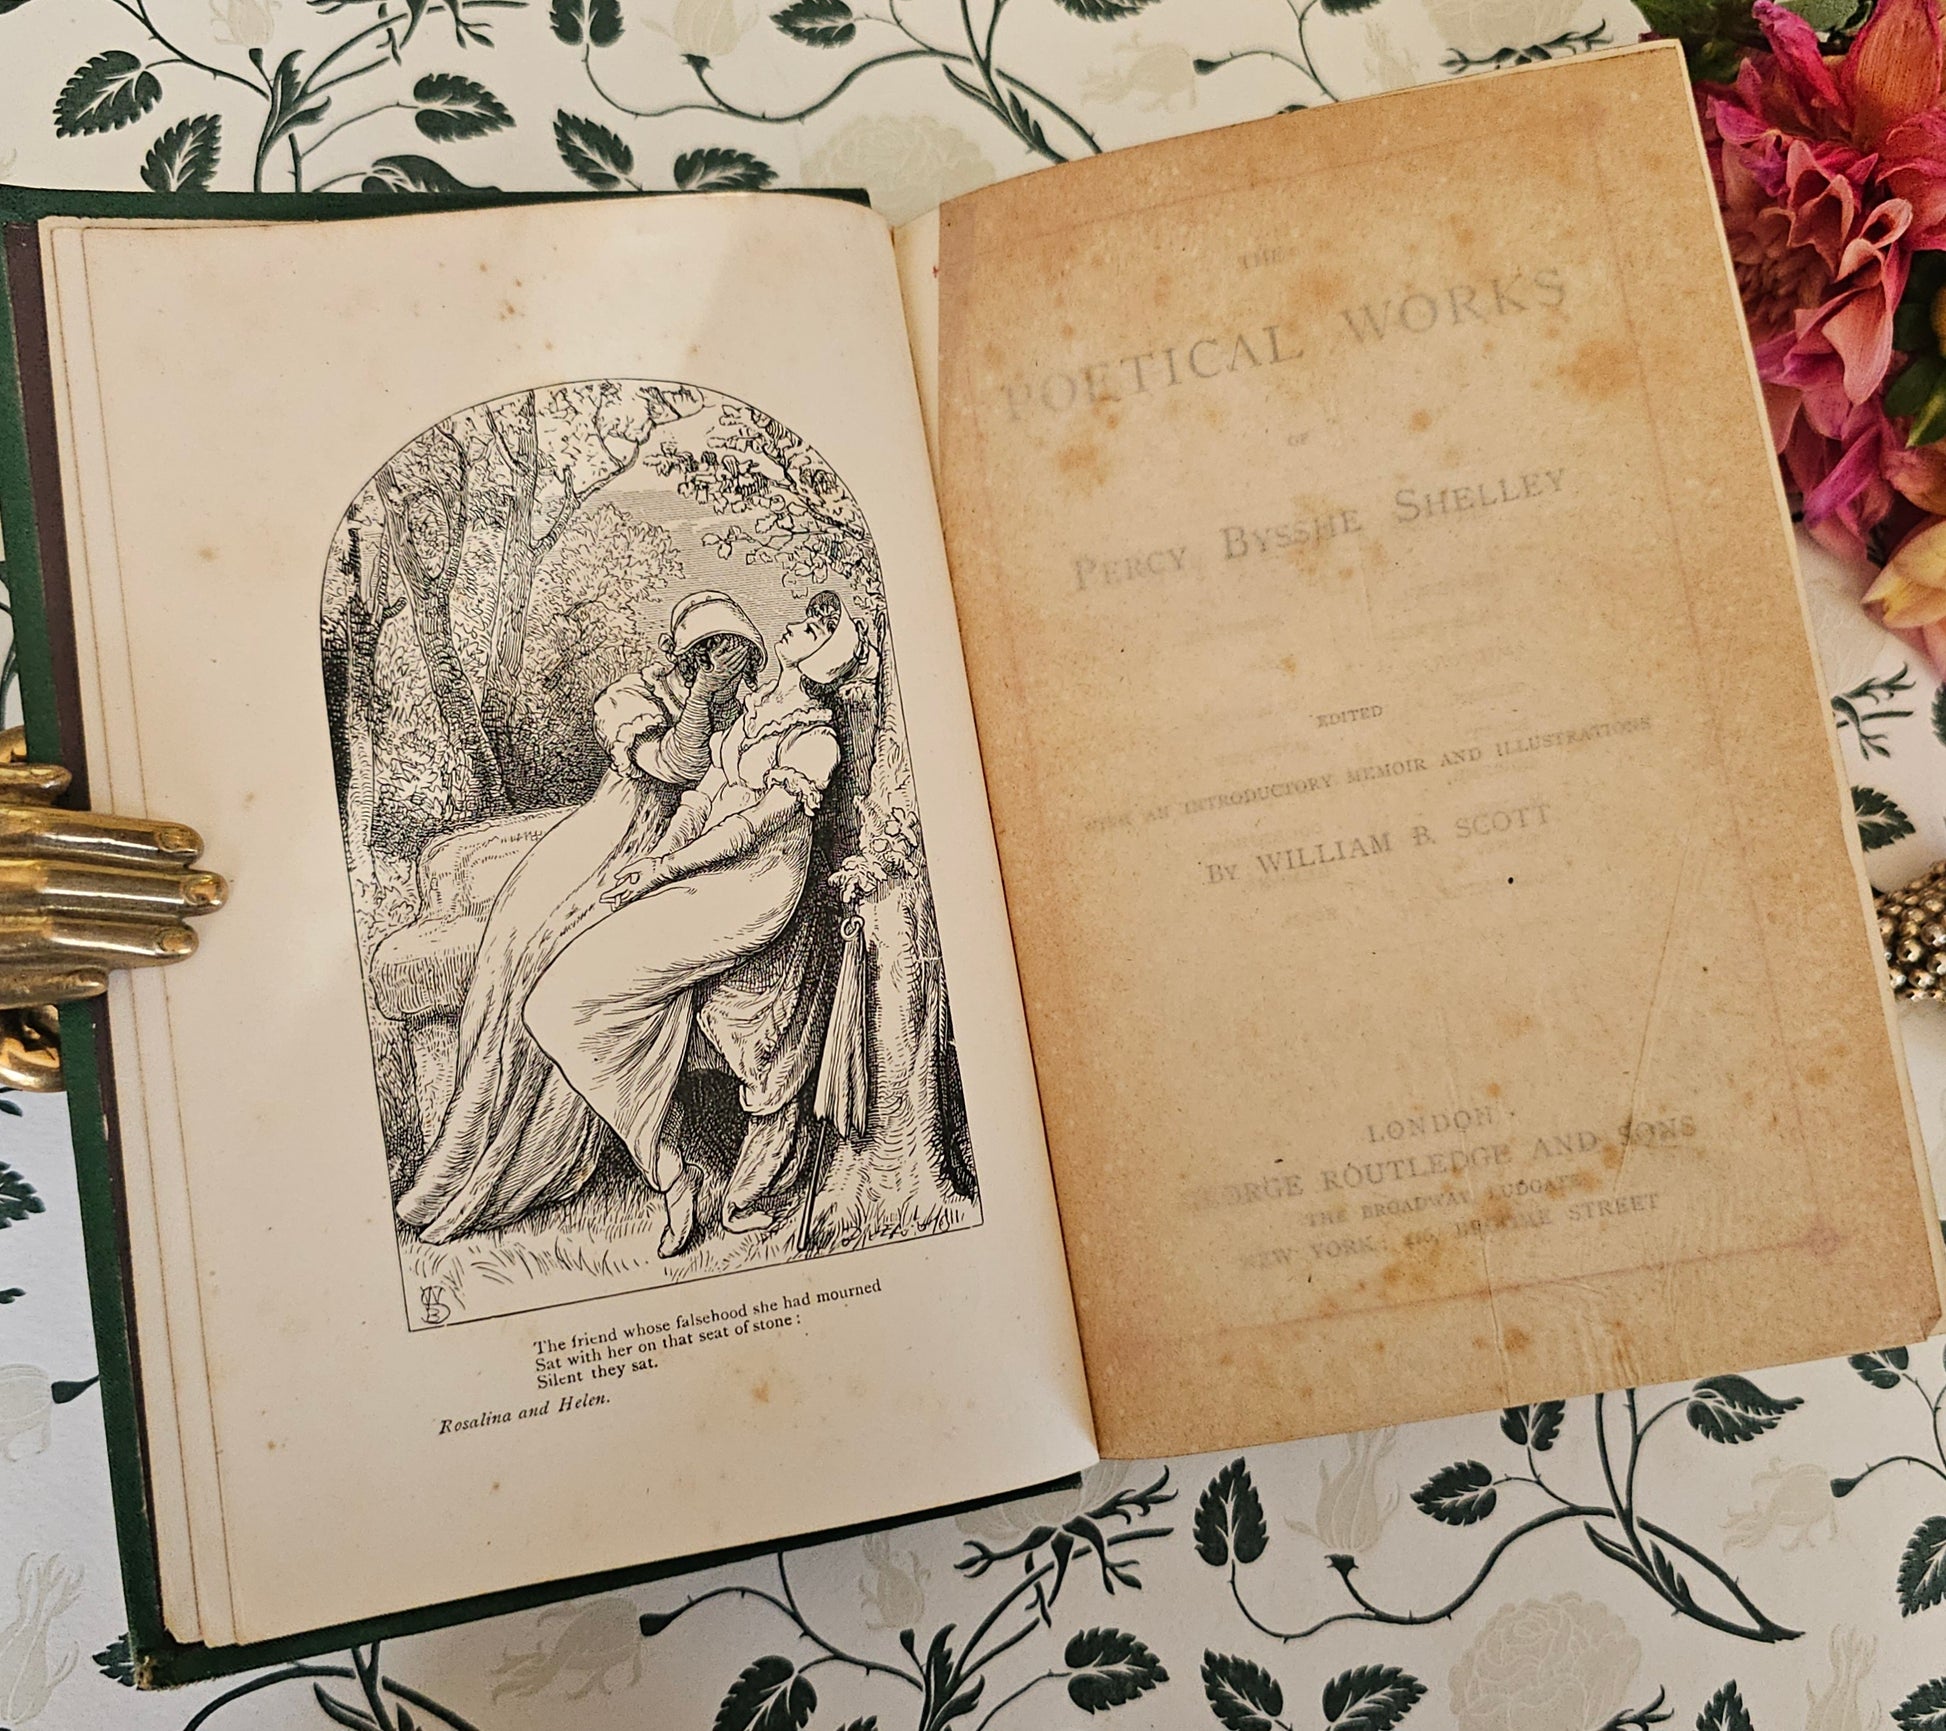 WBS
The friend whose falsehood she had mourned
Sat with her on that seat of stone:
Silent they sat.
Rosalina and Helen.
THE
POETICAL WORKS
OF
PERCY BYSSHE SHELLEY
EDITED
WITH AN INTRODUCTORY MEMOIR AND ILLUSTRATIONS
BY WILLIAM B. SCOTT
LONDON
GEORGE ROUTLEDGE AND SONS
THE BROADWAY, LUDGATE
NEW YORK: BROOME STREET